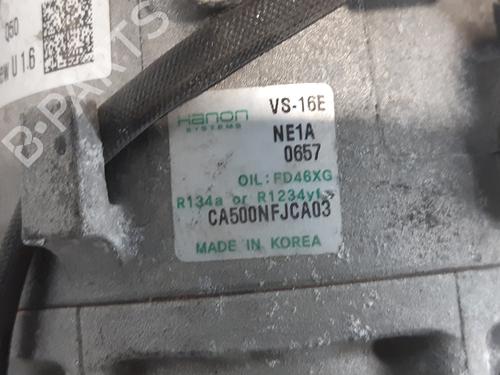 Q50
ew U 1.6
B-PARTS
Hanon
SYSTEMS
VS-16E
NE1A
0657
OIL: FD46XG
R134a or R1234yf
CA500NFJCA03
MADE IN KOREA